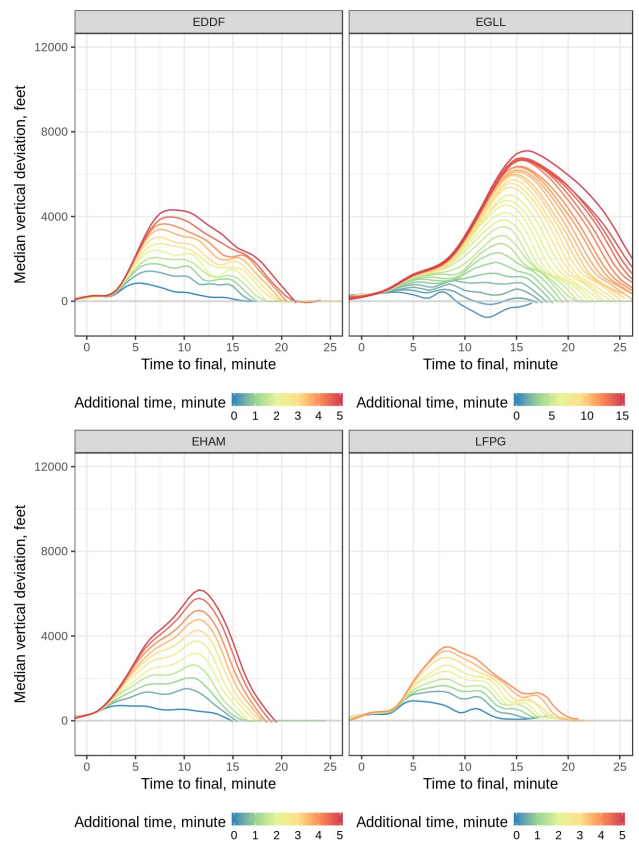 EDDF
EGLL
Median vertical deviation, feet
12000
8000
4000
0
0 5 10 15 20 25
0 5 10 15 20 25
Time to final, minute
Time to final, minute
Additional time, minute
0 1 2 3 4 5
Additional time, minute
0 5 10 15
EHAM
LFPG
Median vertical deviation, feet
12000
8000
4000
0
0 5 10 15 20 25
0 5 10 15 20 25
Time to final, minute
Time to final, minute
Additional time, minute
0 1 2 3 4 5
Additional time, minute
0 1 2 3 4 5